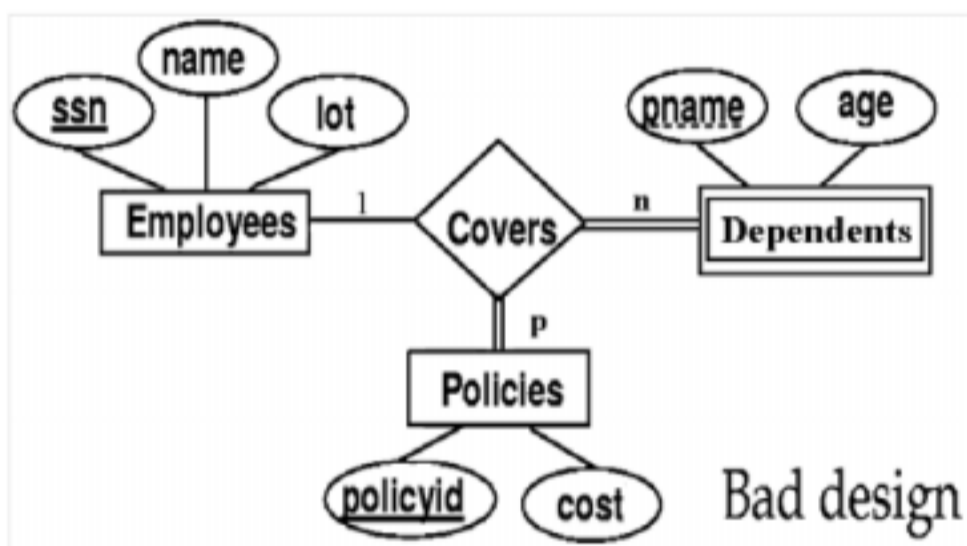 name
ssn
lot
pname
age
Employees
1
Covers
n
Dependents
p
Policies
policyid
cost
Bad design